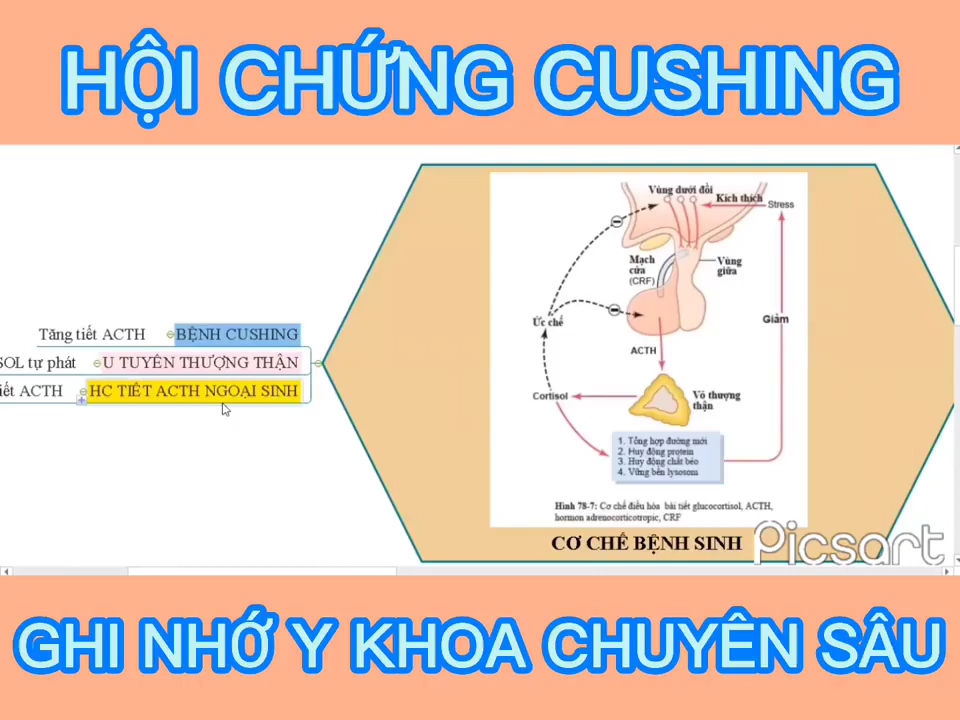 HỘI CHỨNG CUSHING
Vùng dưới đồi
Kích thích
Stress
Mạch
cửa
(CRF)
Vùng
giữa
Ức chế
Giảm
ACTH
Cortisol
Vỏ thượng
thận
1. Tổng hợp đường mới
2. Huy động protein
3. Huy động chất béo
4. Vững bền lysosom
Hình 78-7: Cơ chế điều hòa bài tiết glucocortisol, ACTH,
hormon adrenocorticotropic, CRF
CƠ CHẾ BỆNH SINH
Tăng tiết ACTH BỆNH CUSHING
SOL tự phát U TUYẾN THƯỢNG THẬN
tiết ACTH HC TIẾT ACTH NGOẠI SINH
Picsart
GHI NHỚ Y KHOA CHUYÊN SÂU